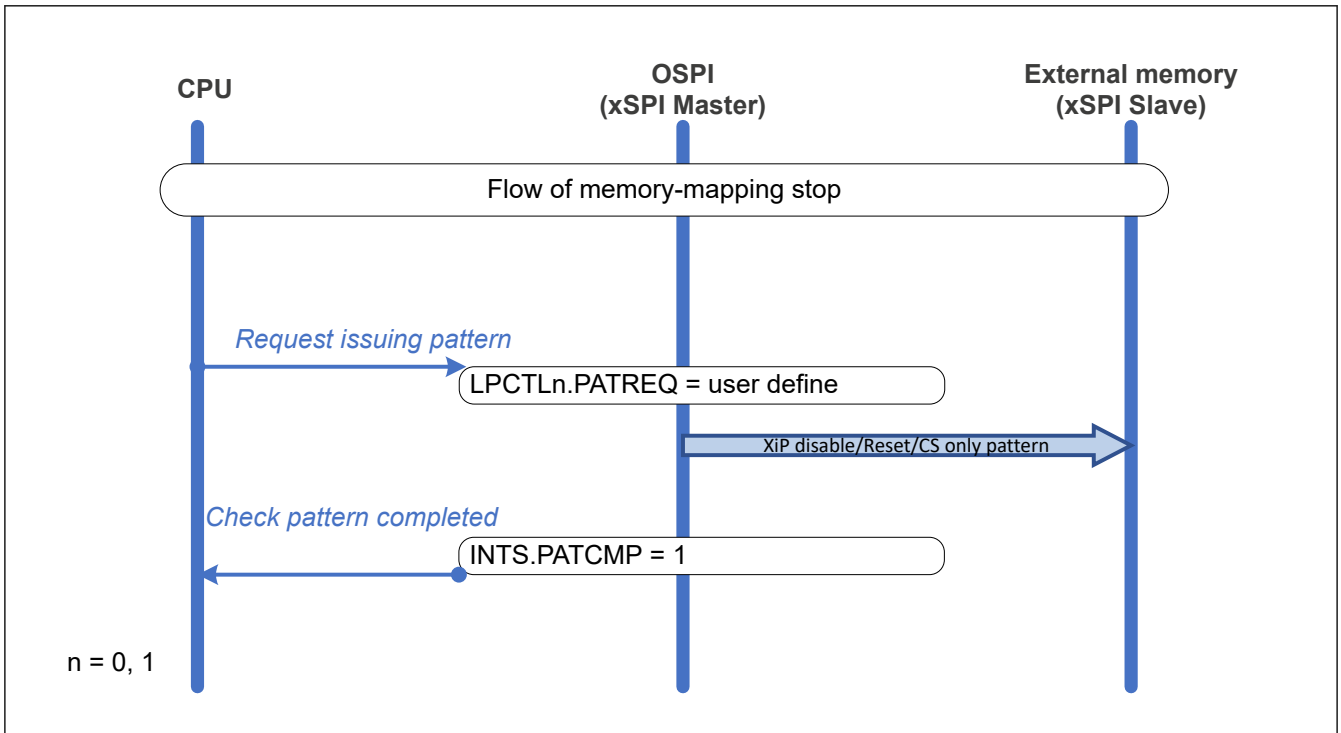 CPU
OSPI
(xSPI Master)
External memory
(xSPI Slave)
Flow of memory-mapping stop
Request issuing pattern
LPCTLn.PATREQ = user define
XiP disable/Reset/CS only pattern
Check pattern completed
INTS.PATCMP = 1
n = 0, 1